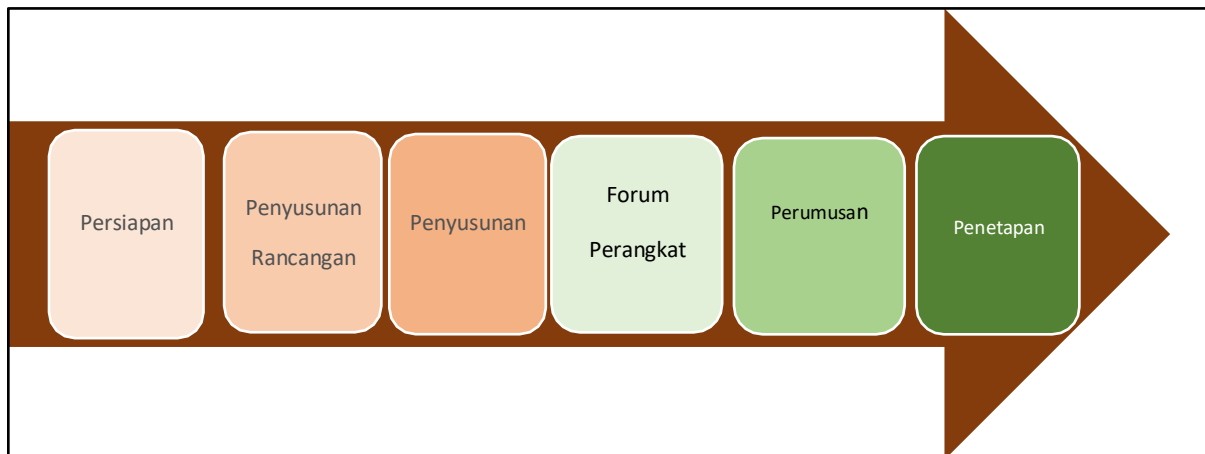 Persiapan
Penyusunan
Rancangan
Penyusunan
Forum
Perangkat
Perumusan
Penetapan